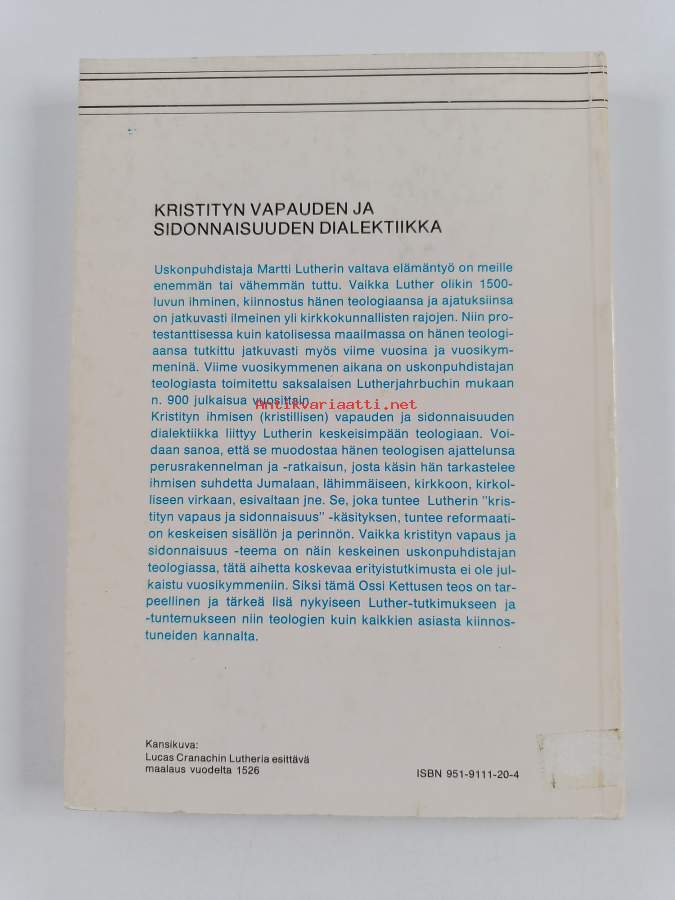 KRISTITYN VAPAUDEN JA
SIDONNAISUUDEN DIALEKTIIKKA
Uskonpuhdistaja Martti Lutherin valtava elämäntyö on meille
enemmän tai vähemmän tuttu. Vaikka Luther olikin 1500-
luvun ihminen, kiinnostus hänen teologiaansa ja ajatuksiinsa
on jatkuvasti ilmeinen yli kirkkokunnallisten rajojen. Niin pro-
testanttisessa kuin katolisessa maailmassa on hänen teologi-
aansa tutkittu jatkuvasti myös viime vuosina ja vuosikym-
meninä. Viime vuosikymmenen aikana on uskonpuhdistajan
teologiasta toimitettu saksalaisen Lutherjahrbuchin mukaan
n. 900 julkaisua vuosittain.
Antikvariaatti.net
Kristityn ihmisen (kristillisen) vapauden ja sidonnaisuuden
dialektiikka liittyy Lutherin keskeisimpään teologiaan. Voi-
daan sanoa, että se muodostaa hänen teologisen ajattelunsa
perusrakennelman ja -ratkaisun, josta käsin hän tarkastelee
ihmisen suhdetta Jumalaan, lähimmäiseen, kirkkoon, kirkol-
liseen virkaan, esivaltaan jne. Se, joka tuntee Lutherin "kris-
tityn vapaus ja sidonnaisuus" -käsityksen, tuntee reformaati-
on keskeisen sisällön ja perinnön. Vaikka kristityn vapaus ja
sidonnaisuus -teema on näin keskeinen uskonpuhdistajan
teologiassa, tätä aihetta koskevaa erityistutkimusta ei ole jul-
kaistu vuosikymmeniin. Siksi tämä Ossi Kettusen teos on tar-
peellinen ja tärkeä lisä nykyiseen Luther-tutkimukseen ja
-tuntemukseen niin teologien kuin kaikkien asiasta kiinnos-
tuneiden kannalta.
Kansikuva:
Lucas Cranachin Lutheria esittävä
maalaus vuodelta 1526
ISBN 951-9111-20-4